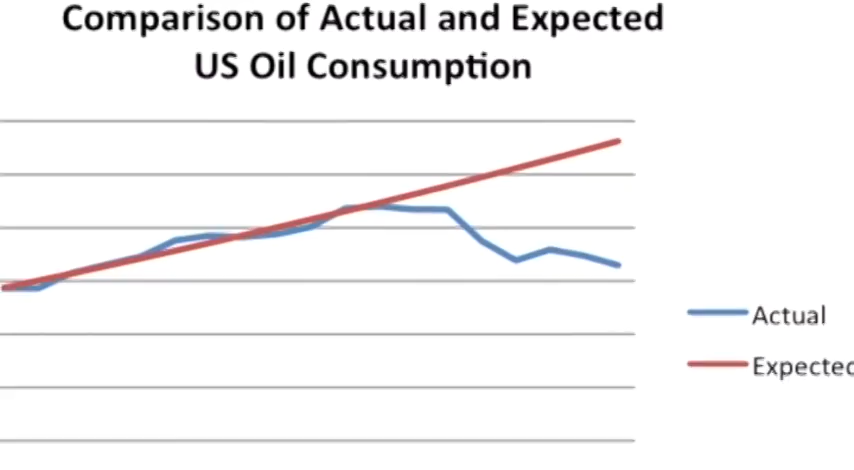 Comparison of Actual and Expected
US Oil Consumption
Actual
Expected